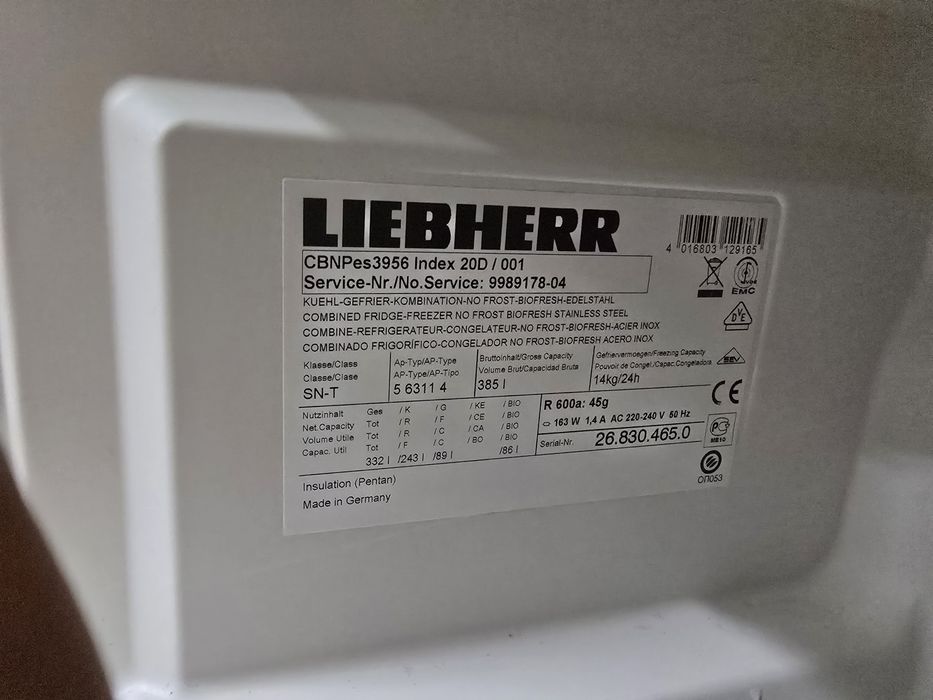 LIEBHERR
4 016803 129165
CBNPes3956 Index 20D / 001
Service-Nr./No.Service: 9989178-04
EMC
KUEHL-GEFRIER-KOMBINATION-NO FROST-BIOFRESH-EDELSTAHL
COMBINED FRIDGE-FREEZER NO FROST BIOFRESH STAINLESS STEEL
COMBINE-REFRIGERATEUR-CONGELATEUR-NO FROST-BIOFRESH-ACIER INOX
COMBINADO FRIGORÍFICO-CONGELADOR NO FROST-BIOFRESH ACERO INOX
DVE
Klasse/Class
Classe/Clase
SN-T
Ap-Typ/AP-Type
AP-Type/AP-Tipo
5 6311 4
Bruttoinhalt/Gross Capacity
Volume Brut/Capacidad Bruta
385 l
Gefriervermoegen/Freezing Capacity
Pouvoir de Congel./Capac.Congeladora
14kg/24h
SEV
CE
Nutzinhalt Ges / K / G / KE / BIO
Net.Capacity Tot / R / F / CE / BIO
Volume Utile Tot / R / C / CA / BIO
Capac. Util Tot / F / C / BO / BIO
332 l /243 l /89 l /86 l
R 600a: 45g
163 W 1,4 A AC 220-240 V 50 Hz
Serial-Nr. 26.830.465.0
PC
ME10
Insulation (Pentan)
Made in Germany
ОП053